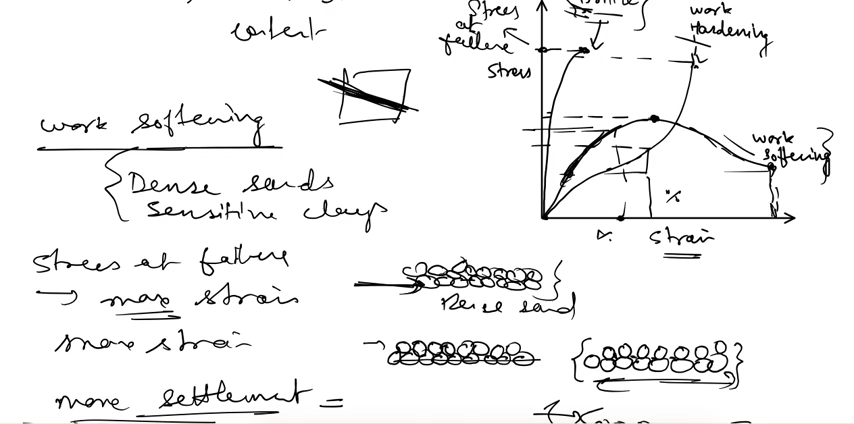 content
work softening
Dense sands
Sensitive clays
Stress at failure
→ max strain
more strain
more settlement =
Stress
at
failure
Stress
work
Hardening
work
softening
%
Strain
Dense sand